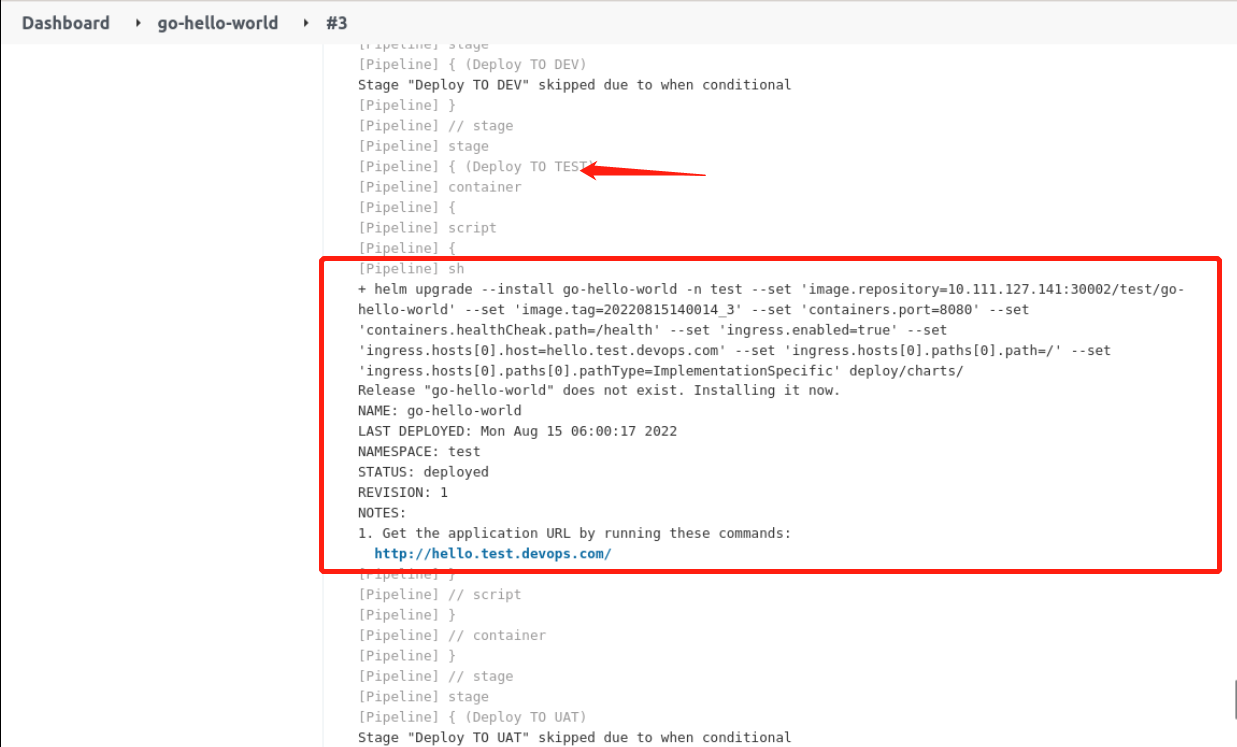 Dashboard ‣ go-hello-world ‣ #3
[Pipeline] stage
[Pipeline] { (Deploy TO DEV)
Stage "Deploy TO DEV" skipped due to when conditional
[Pipeline] }
[Pipeline] // stage
[Pipeline] stage
[Pipeline] { (Deploy TO TEST)
[Pipeline] container
[Pipeline] {
[Pipeline] script
[Pipeline] {
[Pipeline] sh
+ helm upgrade --install go-hello-world -n test --set 'image.repository=10.111.127.141:30002/test/go-
hello-world' --set 'image.tag=20220815140014_3' --set 'containers.port=8080' --set
'containers.healthCheak.path=/health' --set 'ingress.enabled=true' --set
'ingress.hosts[0].host=hello.test.devops.com' --set 'ingress.hosts[0].paths[0].path=/' --set
'ingress.hosts[0].paths[0].pathType=ImplementationSpecific' deploy/charts/
Release "go-hello-world" does not exist. Installing it now.
NAME: go-hello-world
LAST DEPLOYED: Mon Aug 15 06:00:17 2022
NAMESPACE: test
STATUS: deployed
REVISION: 1
NOTES:
1. Get the application URL by running these commands:
http://hello.test.devops.com/
[Pipeline] }
[Pipeline] // script
[Pipeline] }
[Pipeline] // container
[Pipeline] }
[Pipeline] // stage
[Pipeline] stage
[Pipeline] { (Deploy TO UAT)
Stage "Deploy TO UAT" skipped due to when conditional